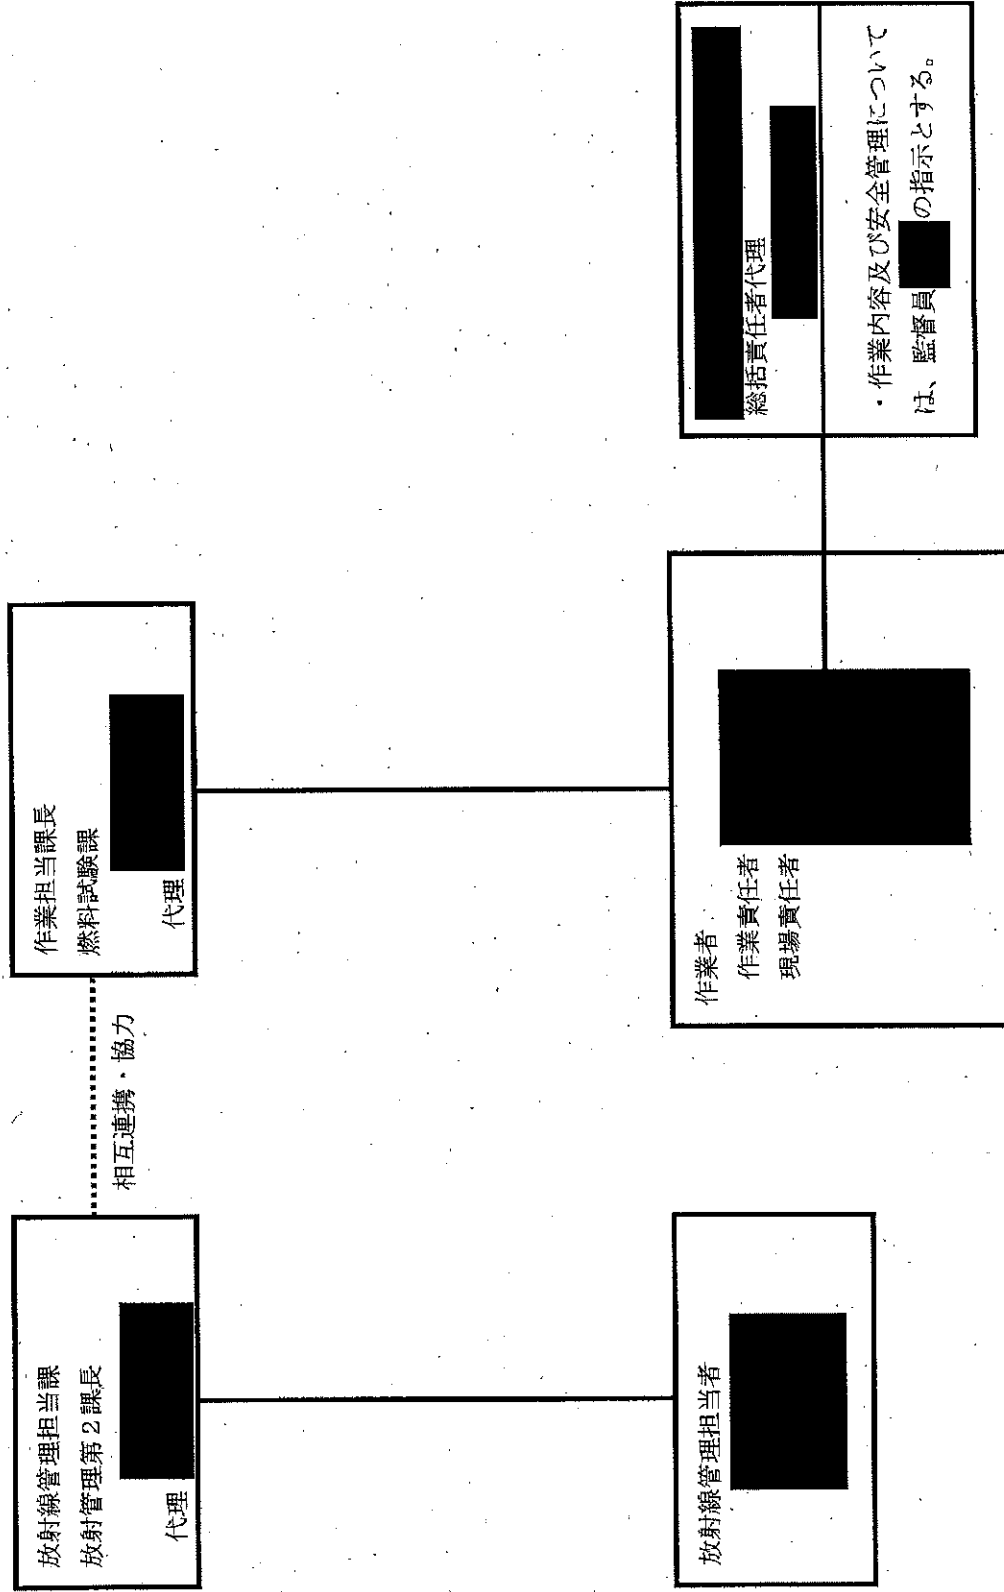 放射線管理担当課
放射管理第２課長
代理
相互連携・協力
作業担当課長
燃料試験課
代理
放射線管理担当者
作業者
作業責任者
現場責任者
総括責任者代理
・作業内容及び安全管理について
は、監督員
の指示とする。